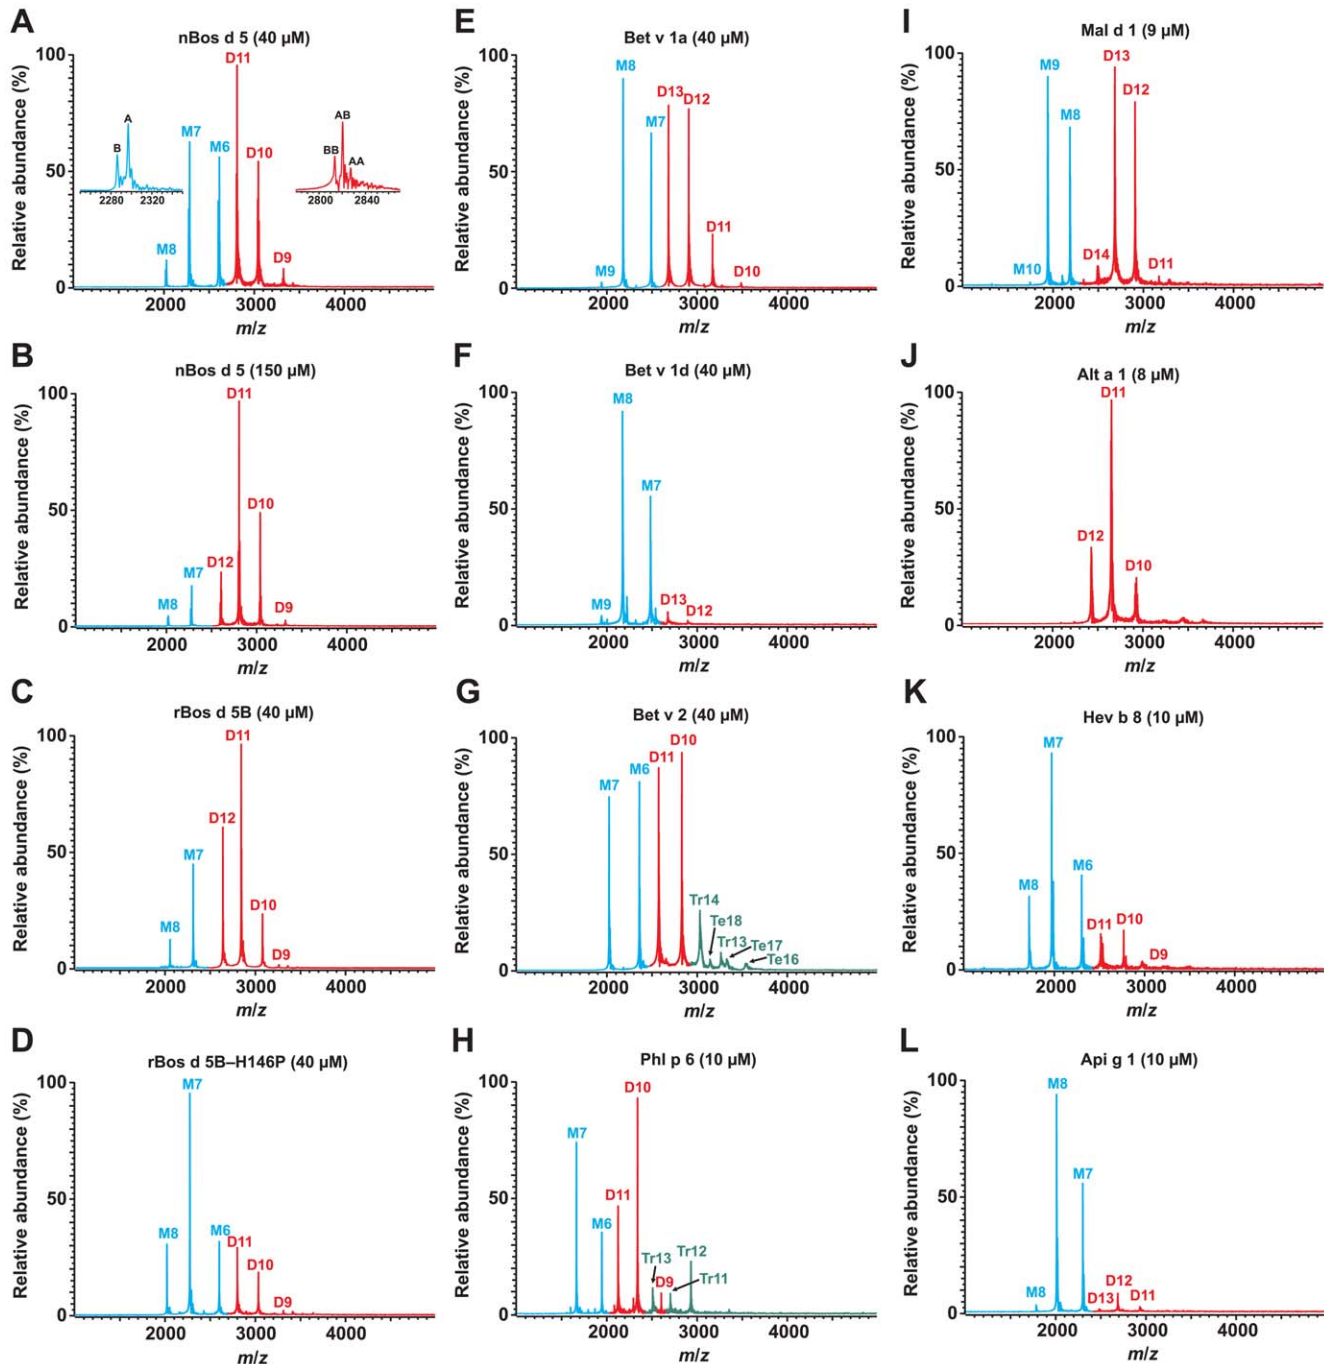 A
nBos d 5 (40 µM)
Relative abundance (%)
100
50
0
M8
M7
M6
D11
D10
D9
B
A
2280 2320
BB
AB
AA
2800 2840
2000 3000 4000
m/z
B
nBos d 5 (150 µM)
Relative abundance (%)
100
50
0
M8
M7
D12
D11
D10
D9
2000 3000 4000
m/z
C
rBos d 5B (40 µM)
Relative abundance (%)
100
50
0
M8
M7
D12
D11
D10
D9
2000 3000 4000
m/z
D
rBos d 5B–H146P (40 µM)
Relative abundance (%)
100
50
0
M8
M7
M6
D11
D10
D9
2000 3000 4000
m/z
E
Bet v 1a (40 µM)
Relative abundance (%)
100
50
0
M9
M8
M7
D13
D12
D11
D10
2000 3000 4000
m/z
F
Bet v 1d (40 µM)
Relative abundance (%)
100
50
0
M9
M8
M7
D13
D12
2000 3000 4000
m/z
G
Bet v 2 (40 µM)
Relative abundance (%)
100
50
0
M7
M6
D11
D10
Tr14
Te18
Tr13
Te17
Te16
2000 3000 4000
m/z
H
Phl p 6 (10 µM)
Relative abundance (%)
100
50
0
M7
M6
D11
D10
Tr13
D9
Tr12
Tr11
2000 3000 4000
m/z
I
Mal d 1 (9 µM)
Relative abundance (%)
100
50
0
M10
M9
M8
D14
D13
D12
D11
2000 3000 4000
m/z
J
Alt a 1 (8 µM)
Relative abundance (%)
100
50
0
D12
D11
D10
2000 3000 4000
m/z
K
Hev b 8 (10 µM)
Relative abundance (%)
100
50
0
M8
M7
M6
D11
D10
D9
2000 3000 4000
m/z
L
Api g 1 (10 µM)
Relative abundance (%)
100
50
0
M8
M8
M7
D13
D12
D11
2000 3000 4000
m/z